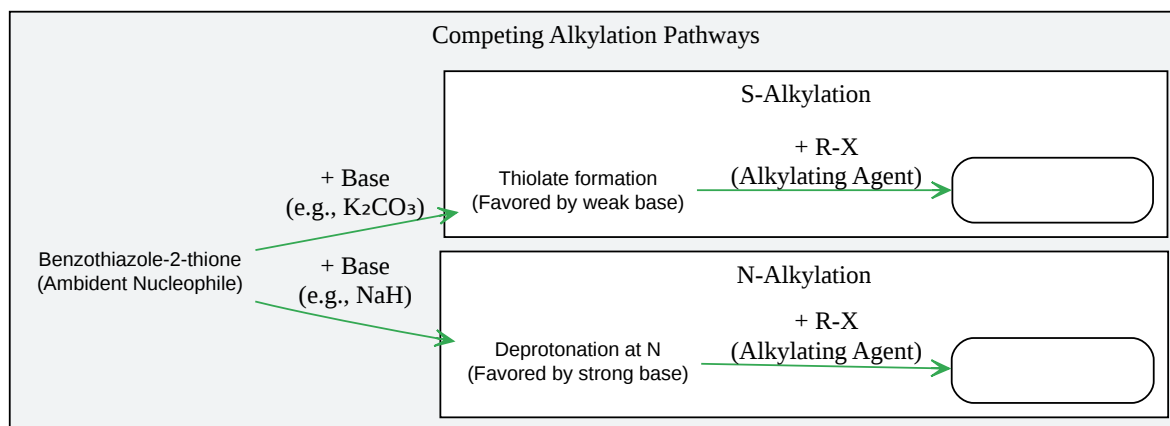 Competing Alkylation Pathways
S-Alkylation
+ R-X
(Alkylating Agent)
Thiolate formation
(Favored by weak base)
+ Base
(e.g., K₂CO₃)
Benzothiazole-2-thione
(Ambident Nucleophile)
+ Base
(e.g., NaH)
N-Alkylation
+ R-X
(Alkylating Agent)
Deprotonation at N
(Favored by strong base)